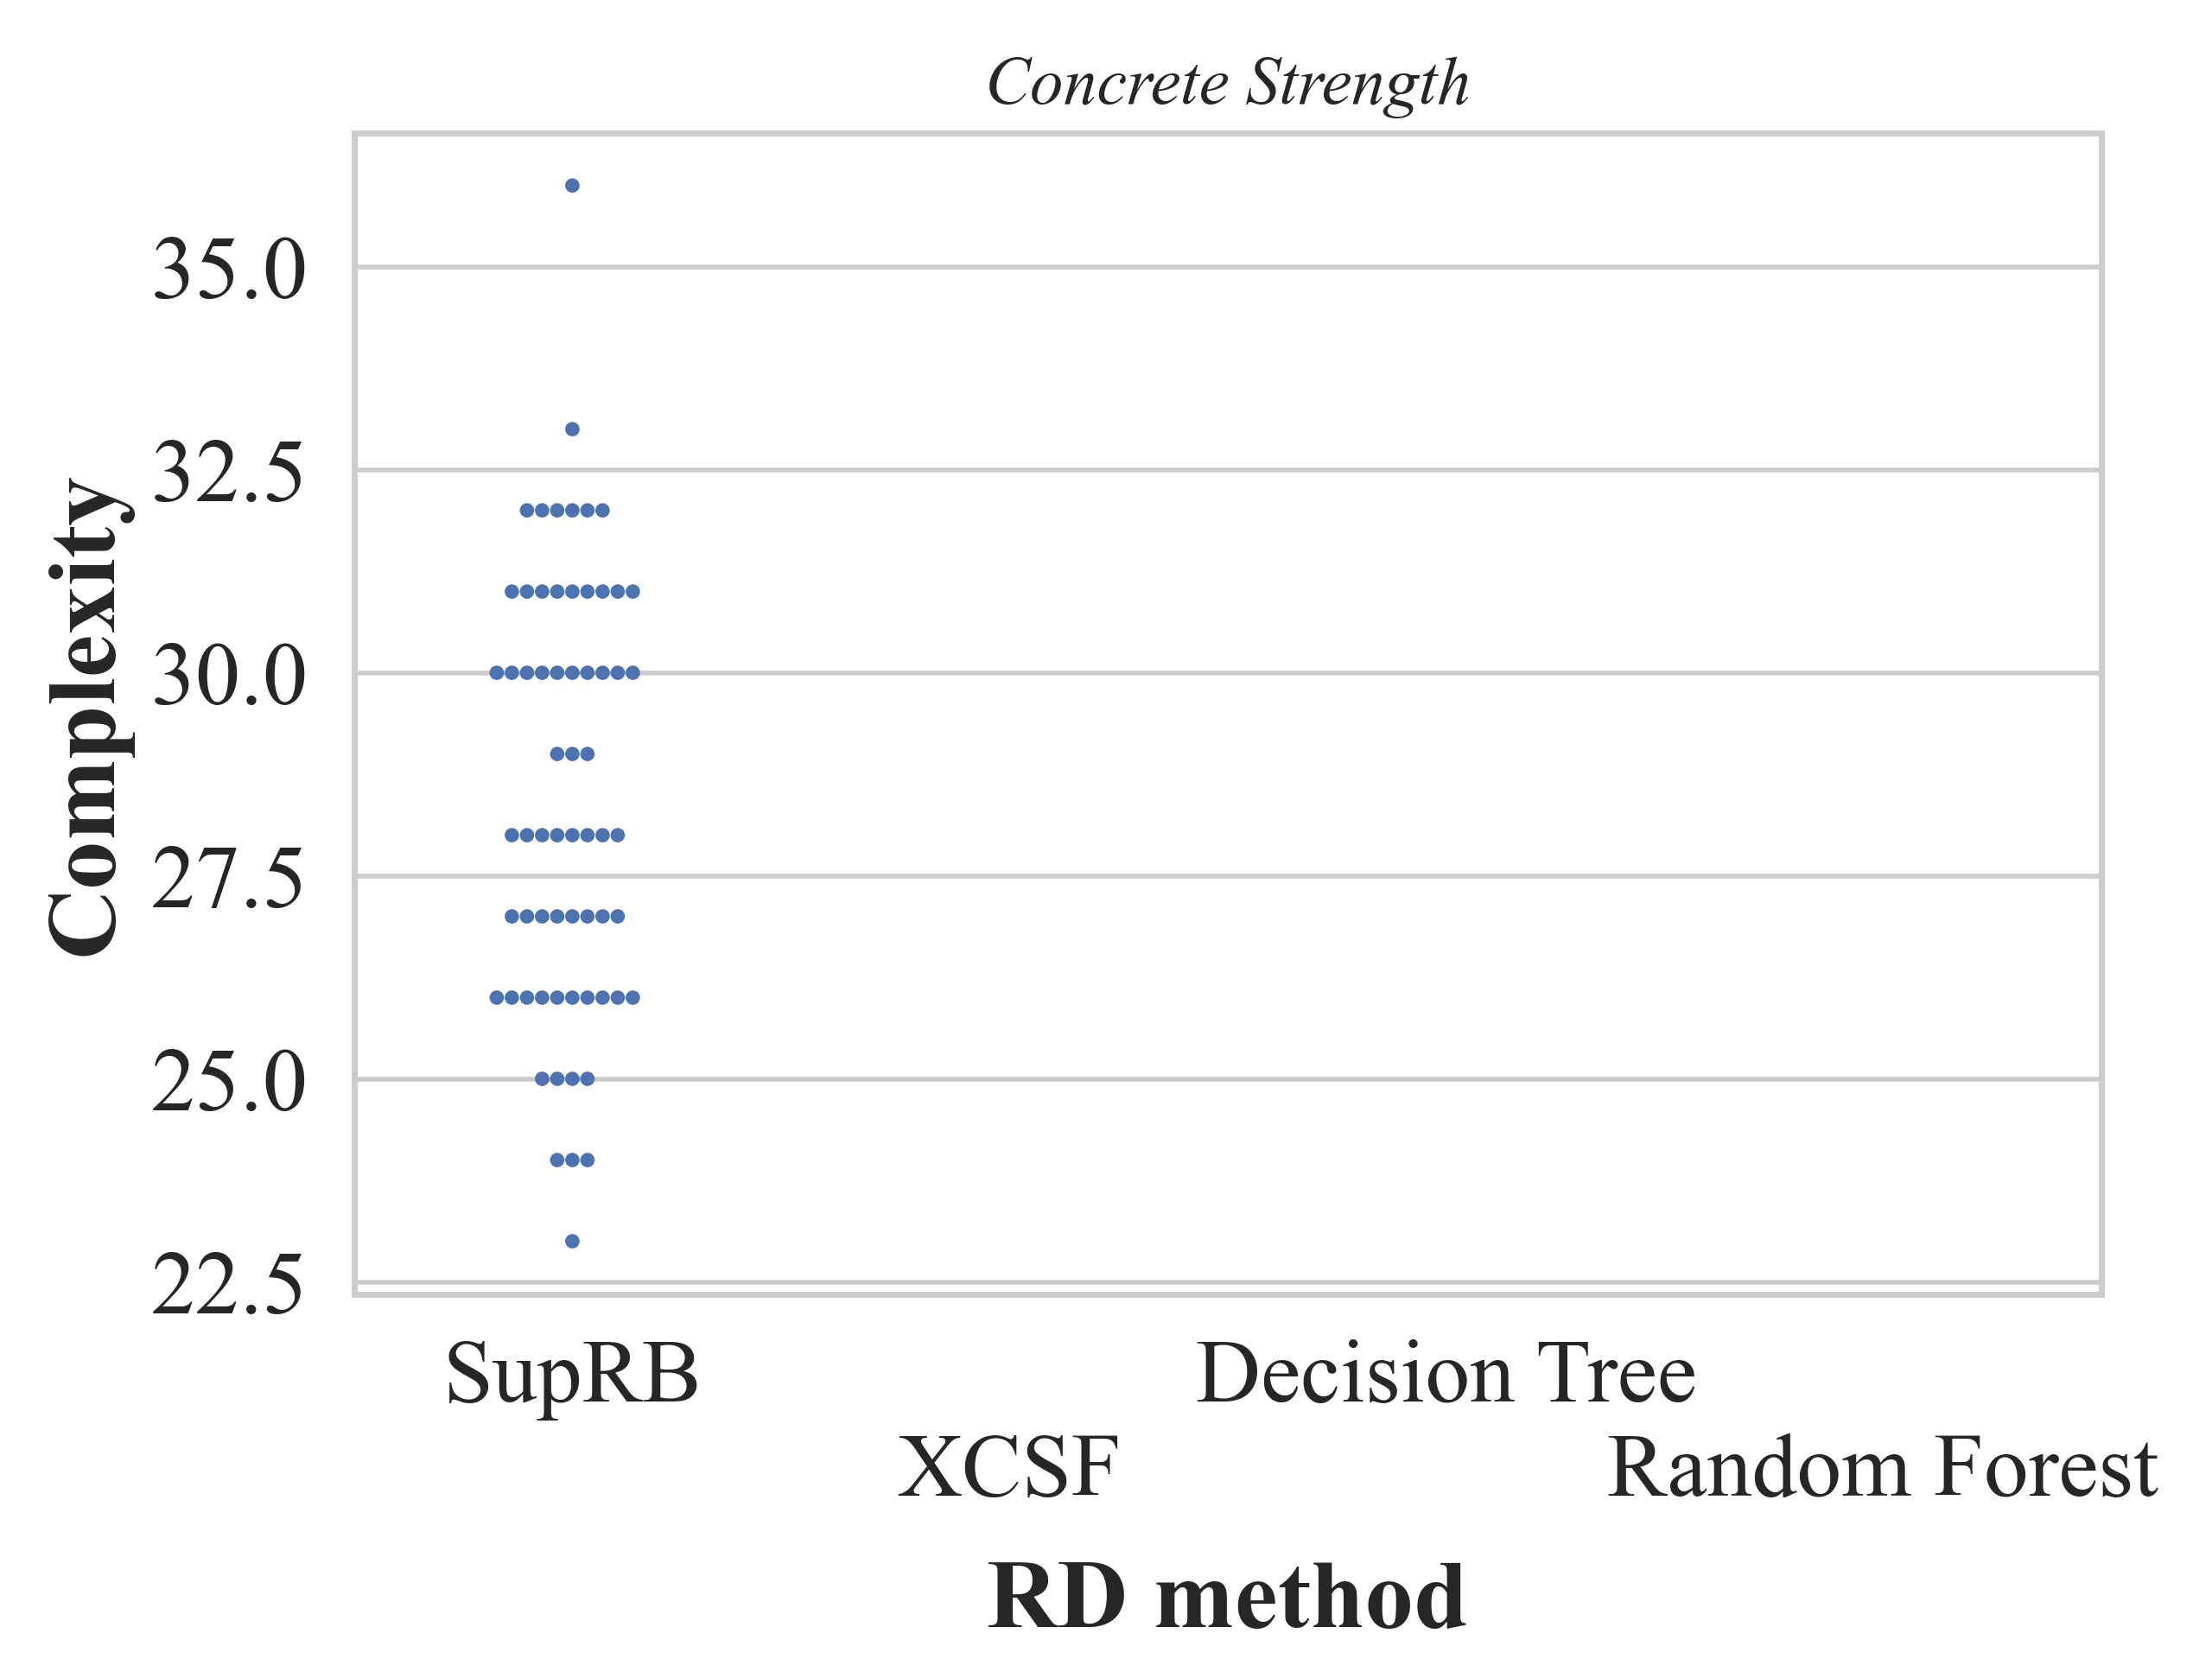 Concrete Strength
Complexity
35.0
32.5
30.0
27.5
25.0
22.5
SupRB
Decision Tree
XCSF
Random Forest
RD method